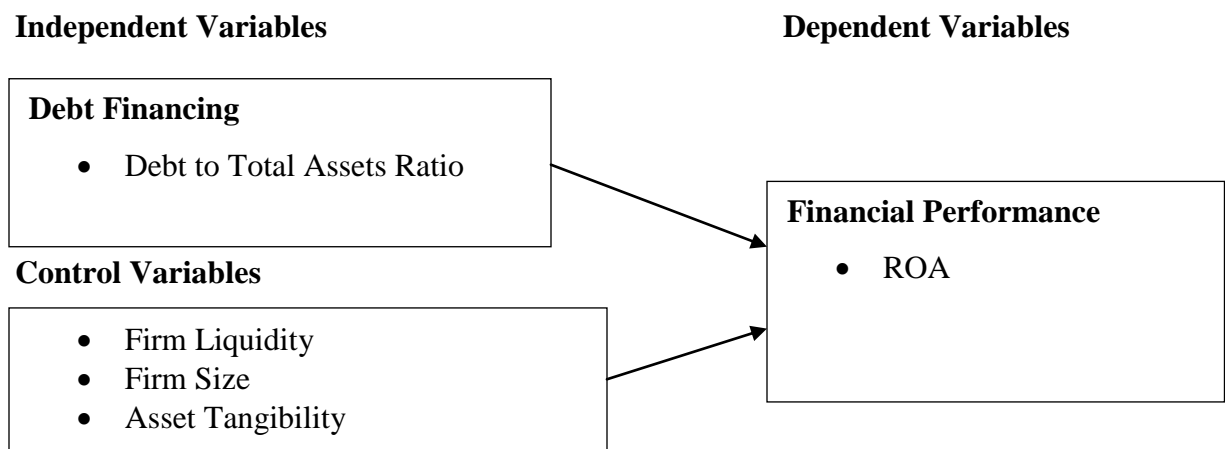 Independent Variables
Dependent Variables
Debt Financing
• Debt to Total Assets Ratio
Financial Performance
• ROA
Control Variables
• Firm Liquidity
• Firm Size
• Asset Tangibility